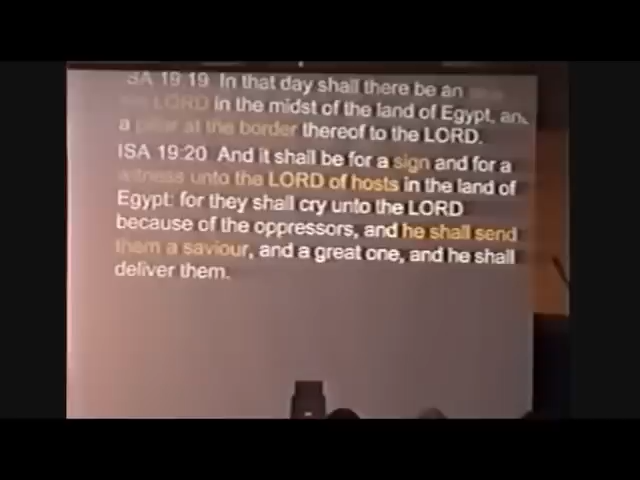 SA 19:19 In that day shall there be an
LORD in the midst of the land of Egypt, an
a pillar at the border thereof to the LORD.
ISA 19:20 And it shall be for a sign and for a
witness unto the LORD of hosts in the land of
Egypt: for they shall cry unto the LORD
because of the oppressors, and he shall send
them a saviour, and a great one, and he shall
deliver them.